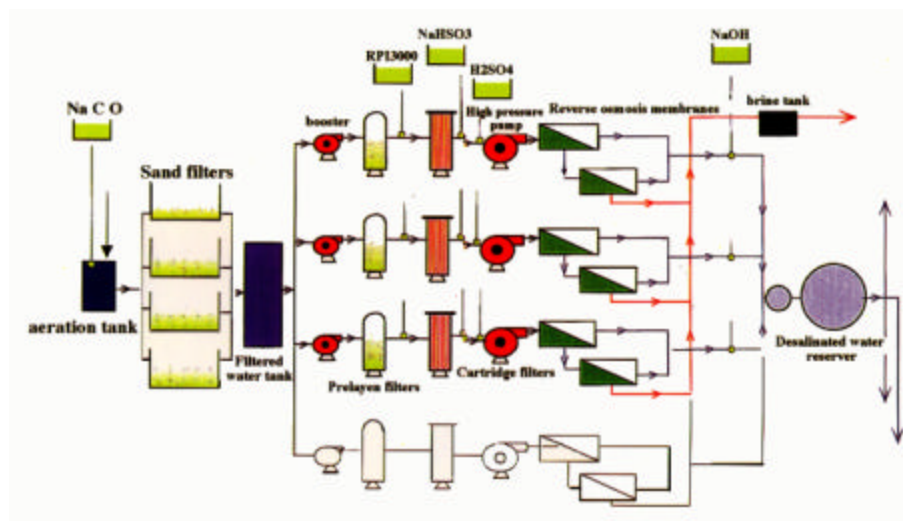 NaHSO3
NaOH
RPI3000
H2SO4
Na C O
booster
High pressure
pump
Reverse osmosis membranes
brine tank
Sand filters
aeration tank
Filtered
water tank
Prelayen filters
Cartridge filters
Desalinated water
reserver